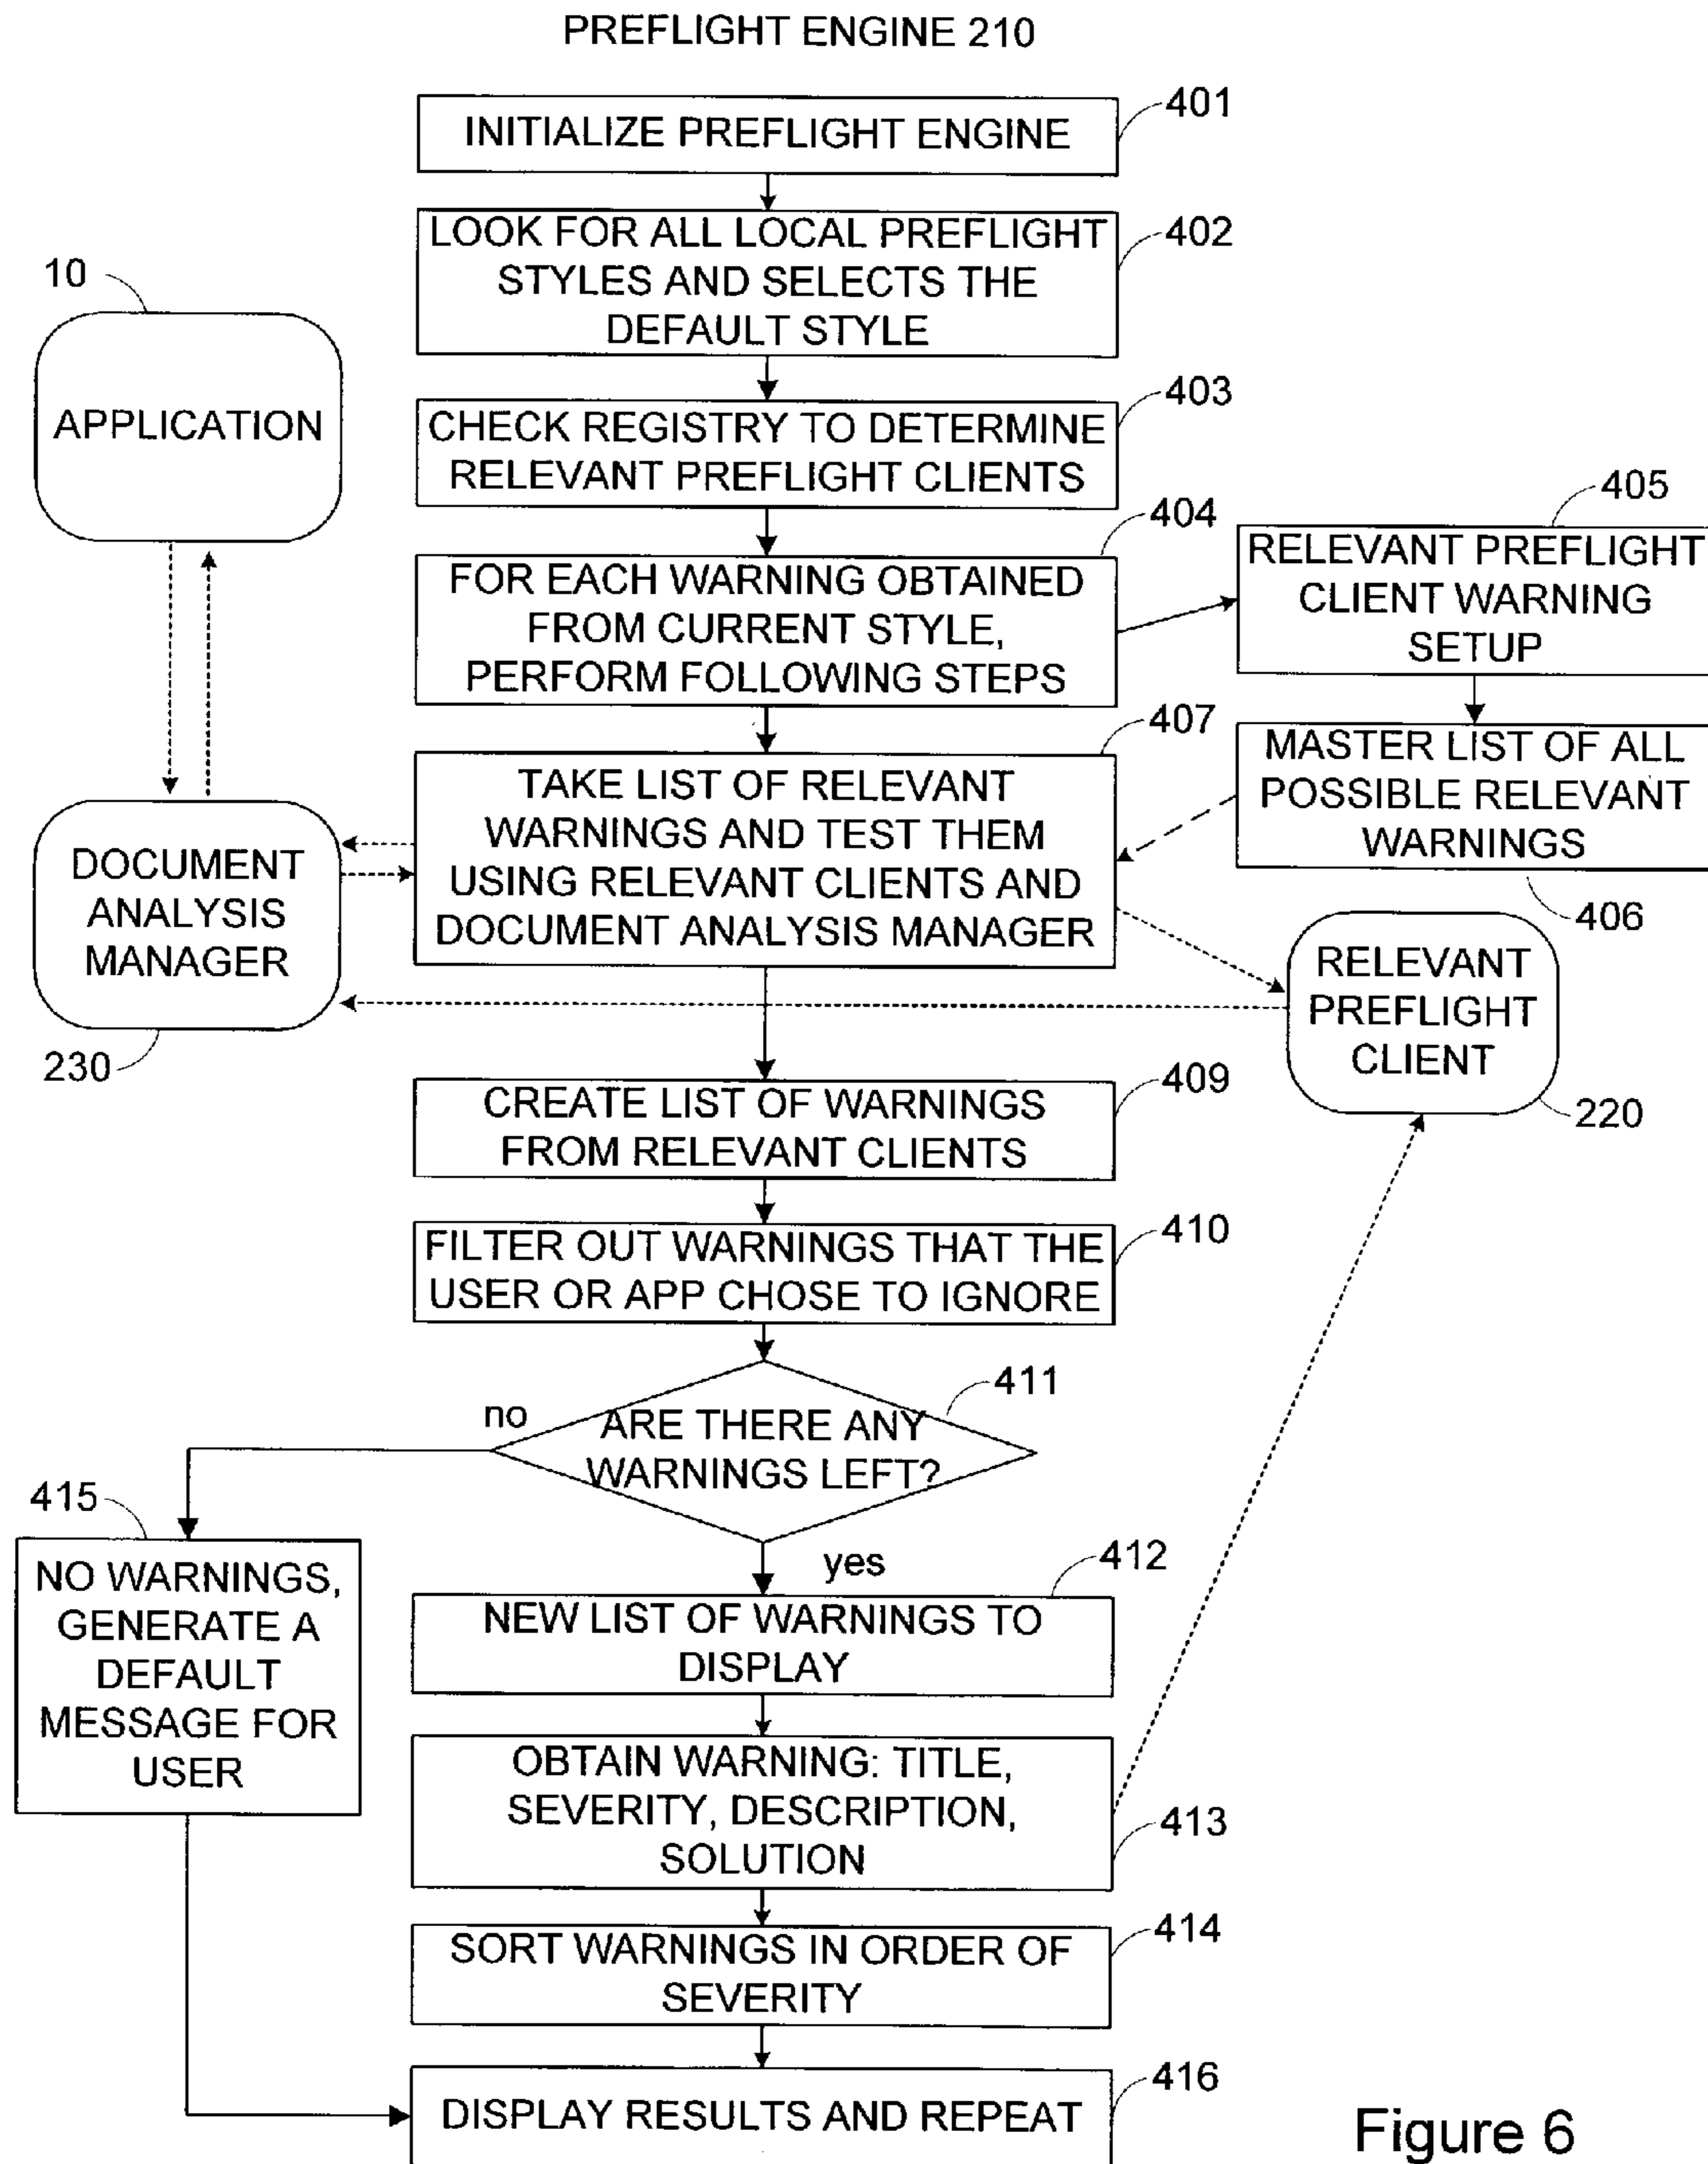 PREFLIGHT ENGINE 210
401
INITIALIZE PREFLIGHT ENGINE
402
LOOK FOR ALL LOCAL PREFLIGHT
STYLES AND SELECTS THE
DEFAULT STYLE
10
APPLICATION
403
CHECK REGISTRY TO DETERMINE
RELEVANT PREFLIGHT CLIENTS
404
FOR EACH WARNING OBTAINED
FROM CURRENT STYLE,
PERFORM FOLLOWING STEPS
405
RELEVANT PREFLIGHT
CLIENT WARNING
SETUP
407
TAKE LIST OF RELEVANT
WARNINGS AND TEST THEM
USING RELEVANT CLIENTS AND
DOCUMENT ANALYSIS MANAGER
MASTER LIST OF ALL
POSSIBLE RELEVANT
WARNINGS
406
DOCUMENT
ANALYSIS
MANAGER
230
RELEVANT
PREFLIGHT
CLIENT
220
409
CREATE LIST OF WARNINGS
FROM RELEVANT CLIENTS
410
FILTER OUT WARNINGS THAT THE
USER OR APP CHOSE TO IGNORE
411
no
ARE THERE ANY
WARNINGS LEFT?
yes
415
NO WARNINGS,
GENERATE A
DEFAULT
MESSAGE FOR
USER
412
NEW LIST OF WARNINGS TO
DISPLAY
OBTAIN WARNING: TITLE,
SEVERITY, DESCRIPTION,
SOLUTION
413
414
SORT WARNINGS IN ORDER OF
SEVERITY
416
DISPLAY RESULTS AND REPEAT
Figure 6